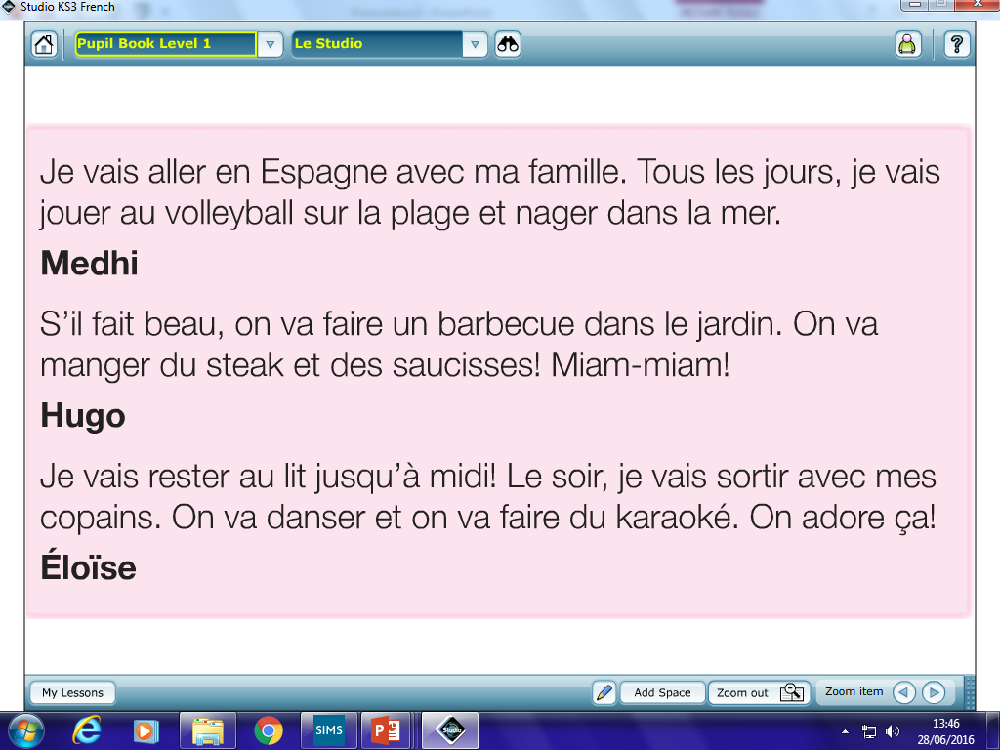 Studio KS3 French
Pupil Book Level 1
Le Studio
?
Je vais aller en Espagne avec ma famille. Tous les jours, je vais
jouer au volleyball sur la plage et nager dans la mer.
Medhi
S'il fait beau, on va faire un barbecue dans le jardin. On va
manger du steak et des saucisses! Miam-miam!
Hugo
Je vais rester au lit jusqu'à midi! Le soir, je vais sortir avec mes
copains. On va danser et on va faire du karaoké. On adore ça!
Éloïse
My Lessons
Add Space
Zoom out
Zoom item
SIMS
Studio
13:46
28/06/2016